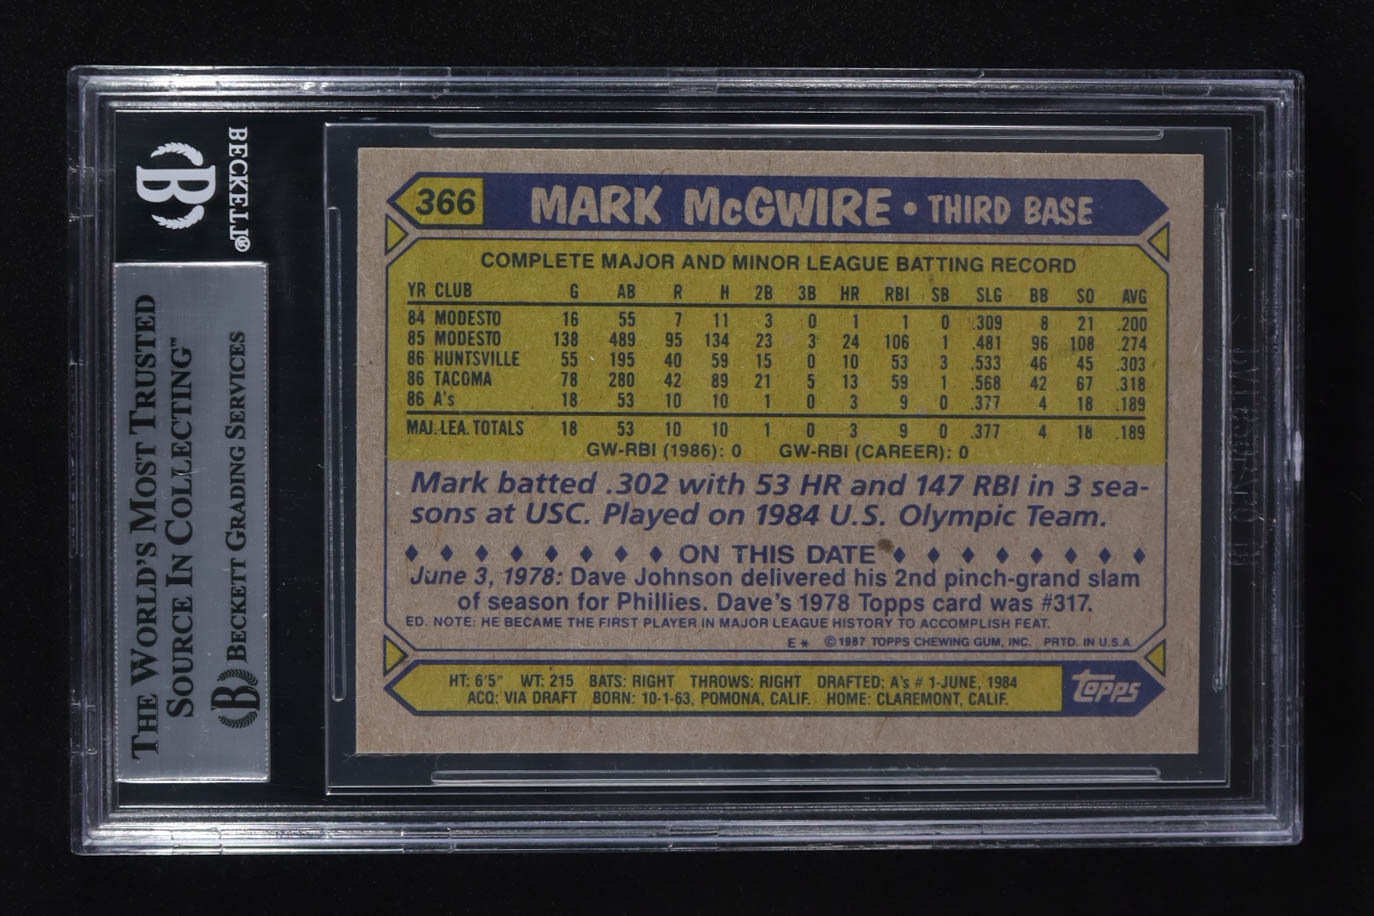 BECKETT®
THE WORLD'S MOST TRUSTED
SOURCE IN COLLECTING™
BECKETT GRADING SERVICES
366 MARK McGWIRE • THIRD BASE
COMPLETE MAJOR AND MINOR LEAGUE BATTING RECORD
YR CLUB G AB R H 2B 3B HR RBI SB SLG BB SO AVG
84 MODESTO 16 55 7 11 3 0 1 1 0 .309 8 21 .200
85 MODESTO 138 489 95 134 23 3 24 106 1 .481 96 108 .274
86 HUNTSVILLE 55 195 40 59 15 0 10 53 3 .533 46 45 .303
86 TACOMA 78 280 42 89 21 5 13 59 1 .568 42 67 .318
86 A's 18 53 10 10 1 0 3 9 0 .377 4 18 .189
MAJ. LEA. TOTALS 18 53 10 10 1 0 3 9 0 .377 4 18 .189
GW-RBI (1986): 0 GW-RBI (CAREER): 0
Mark batted .302 with 53 HR and 147 RBI in 3 sea-
sons at USC. Played on 1984 U.S. Olympic Team.
ON THIS DATE
June 3, 1978: Dave Johnson delivered his 2nd pinch-grand slam
of season for Phillies. Dave's 1978 Topps card was #317.
ED. NOTE: HE BECAME THE FIRST PLAYER IN MAJOR LEAGUE HISTORY TO ACCOMPLISH FEAT.
E* © 1987 TOPPS CHEWING GUM, INC. PRTD. IN U.S.A.
HT: 6'5" WT: 215 BATS: RIGHT THROWS: RIGHT DRAFTED: A's # 1-JUNE, 1984
ACQ: VIA DRAFT BORN: 10-1-63, POMONA, CALIF. HOME: CLAREMONT, CALIF.
topps